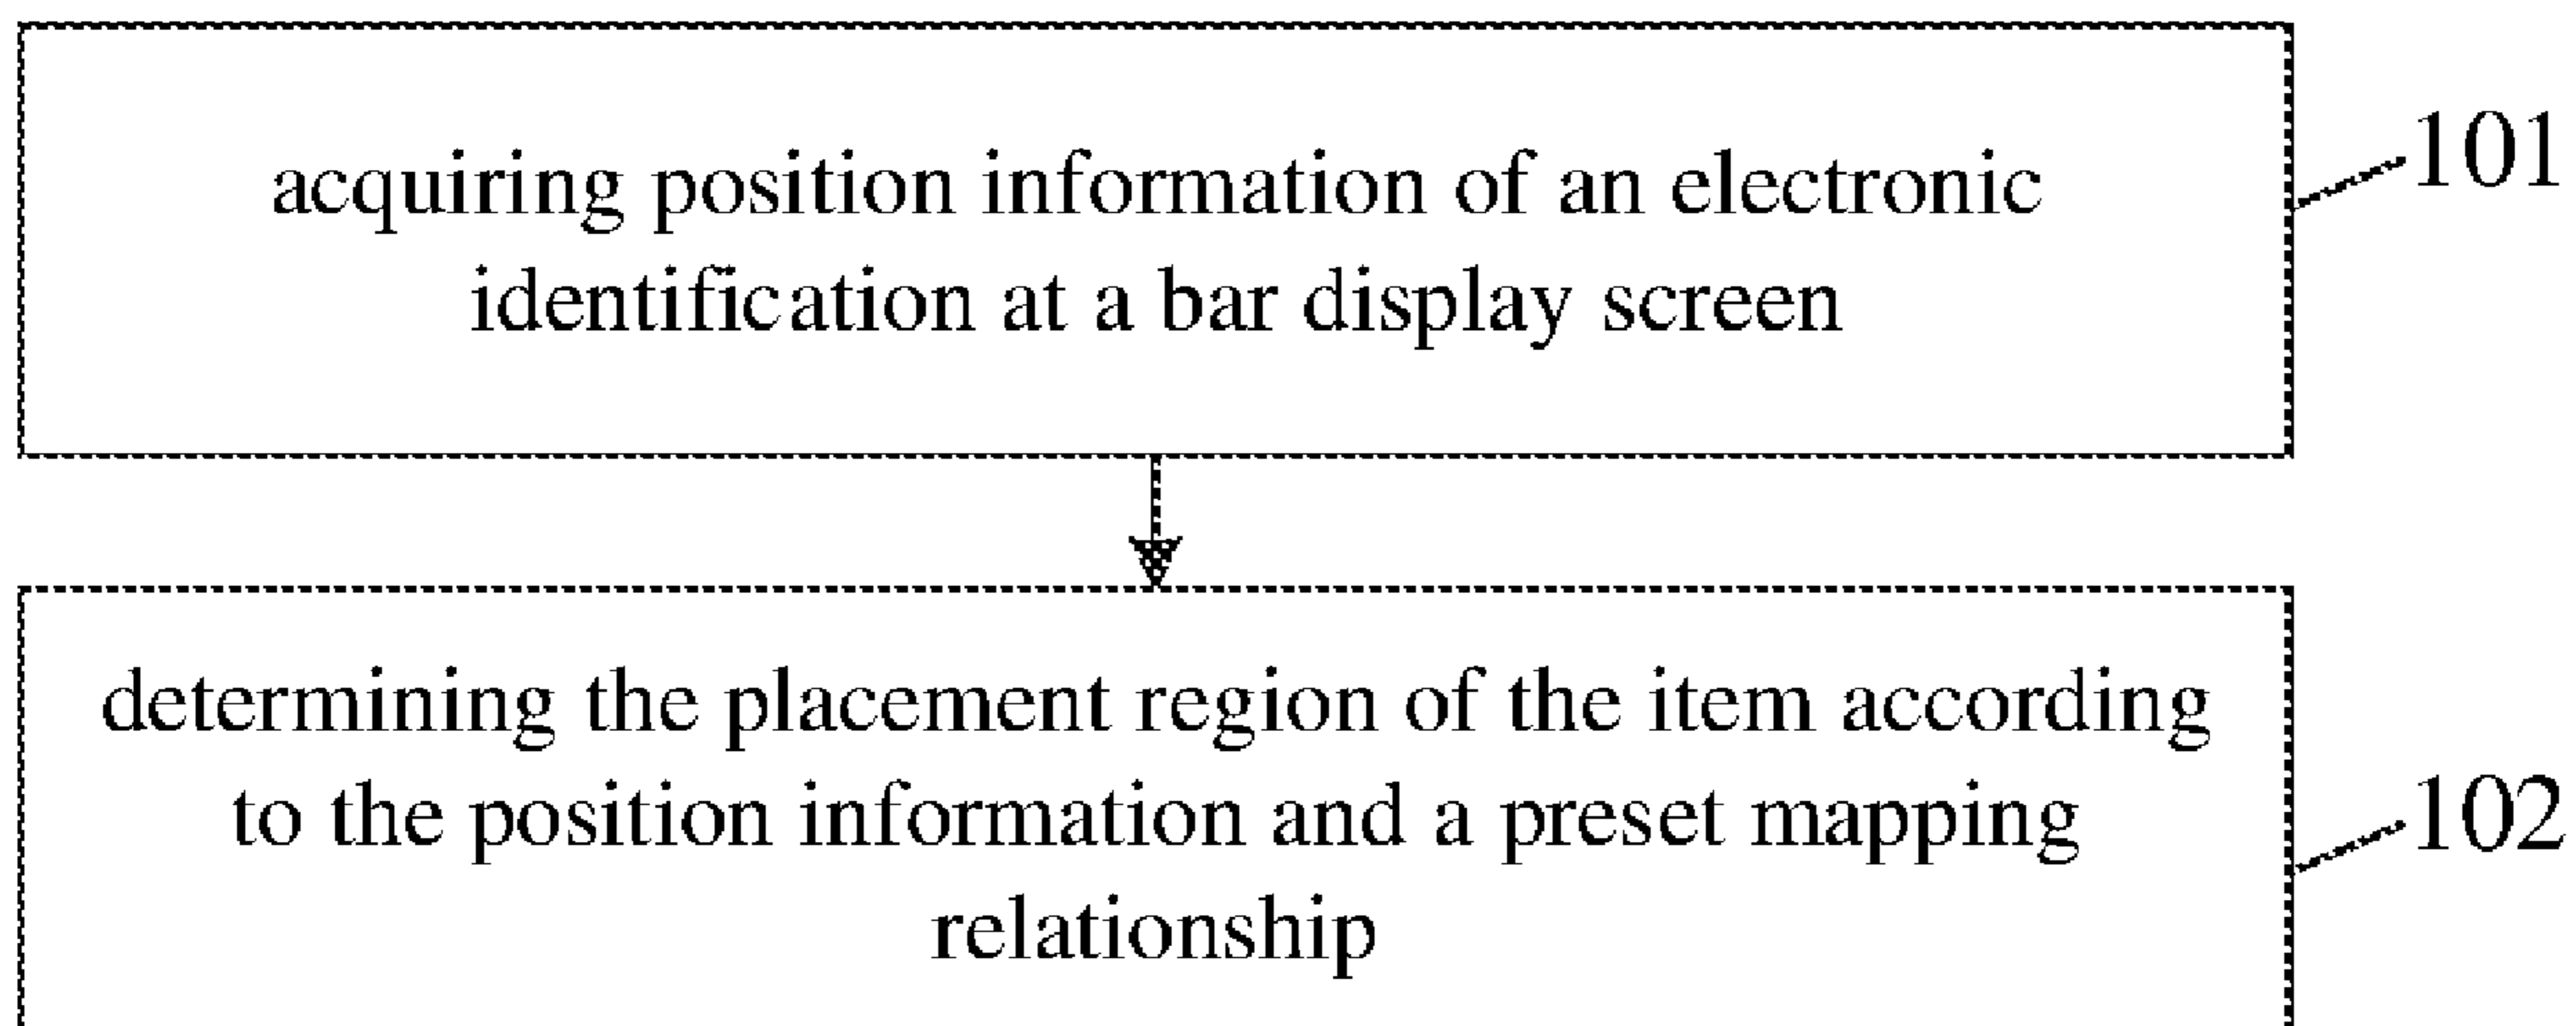 acquiring position information of an electronic
identification at a bar display screen
101
determining the placement region of the item according
to the position information and a preset mapping
relationship
102